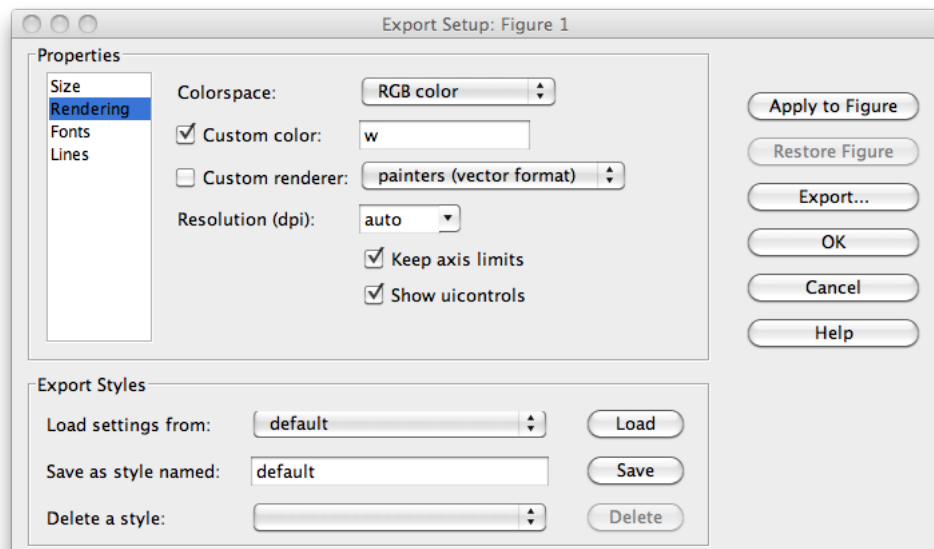 Export Setup: Figure 1
Properties
Size
Rendering
Fonts
Lines
Colorspace: RGB color
Custom color: w
Custom renderer: painters (vector format)
Resolution (dpi): auto
Keep axis limits
Show uicontrols
Apply to Figure
Restore Figure
Export...
OK
Cancel
Help
Export Styles
Load settings from: default Load
Save as style named: default Save
Delete a style: Delete